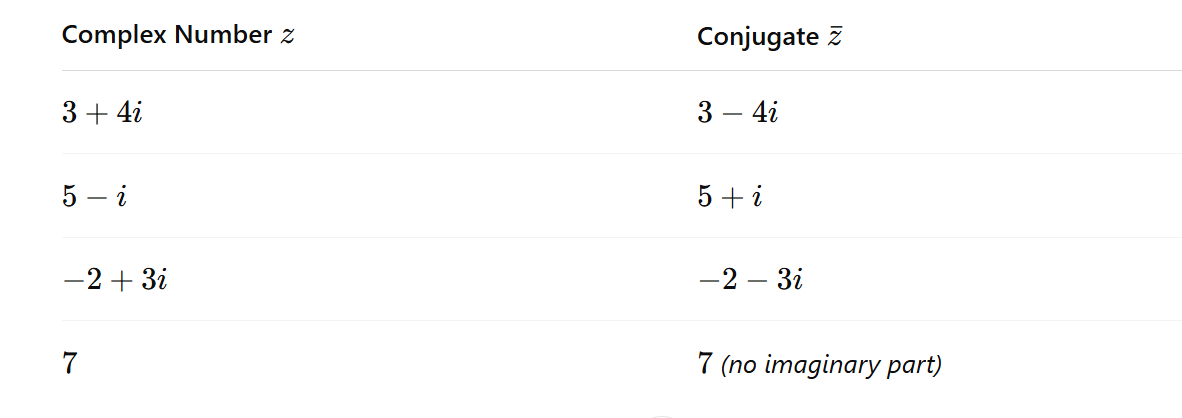 Complex Number z Conjugate z̄
3 + 4i 3 − 4i
5 − i 5 + i
−2 + 3i −2 − 3i
7 7 (no imaginary part)